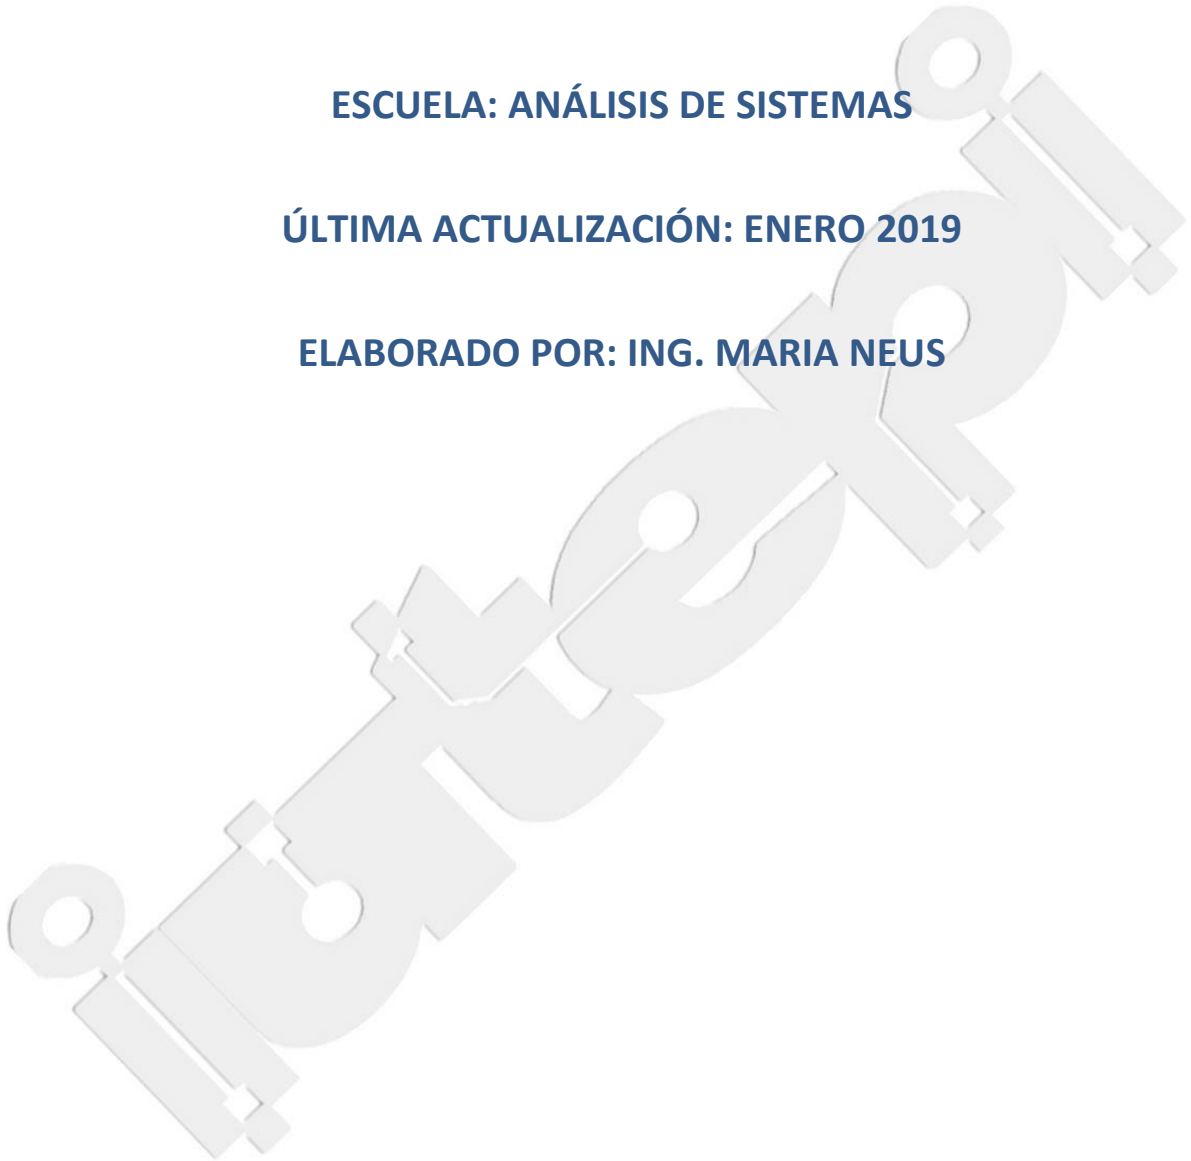 ESCUELA: ANÁLISIS DE SISTEMAS
ÚLTIMA ACTUALIZACIÓN: ENERO 2019
ELABORADO POR: ING. MARIA NEUS
iutepi